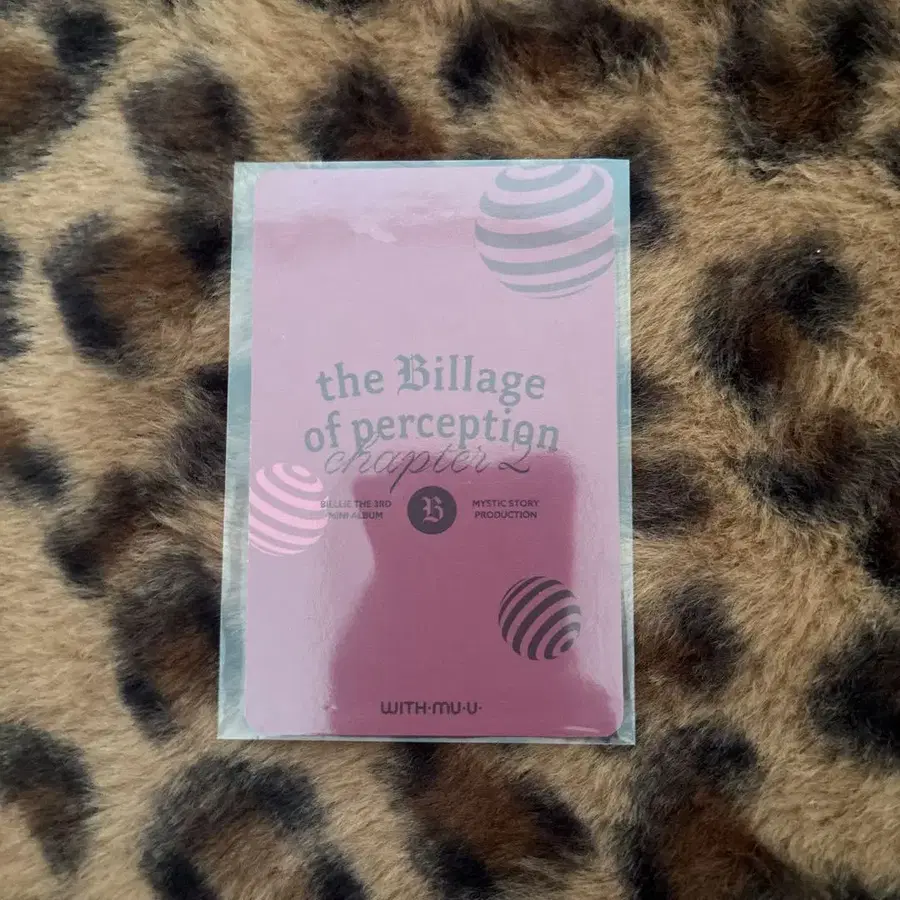 the Billage
of perception
chapter 2
BILLLIE THE 3RD
MINI ALBUM
B
MYSTIC STORY
PRODUCTION
WITH·MU·U·